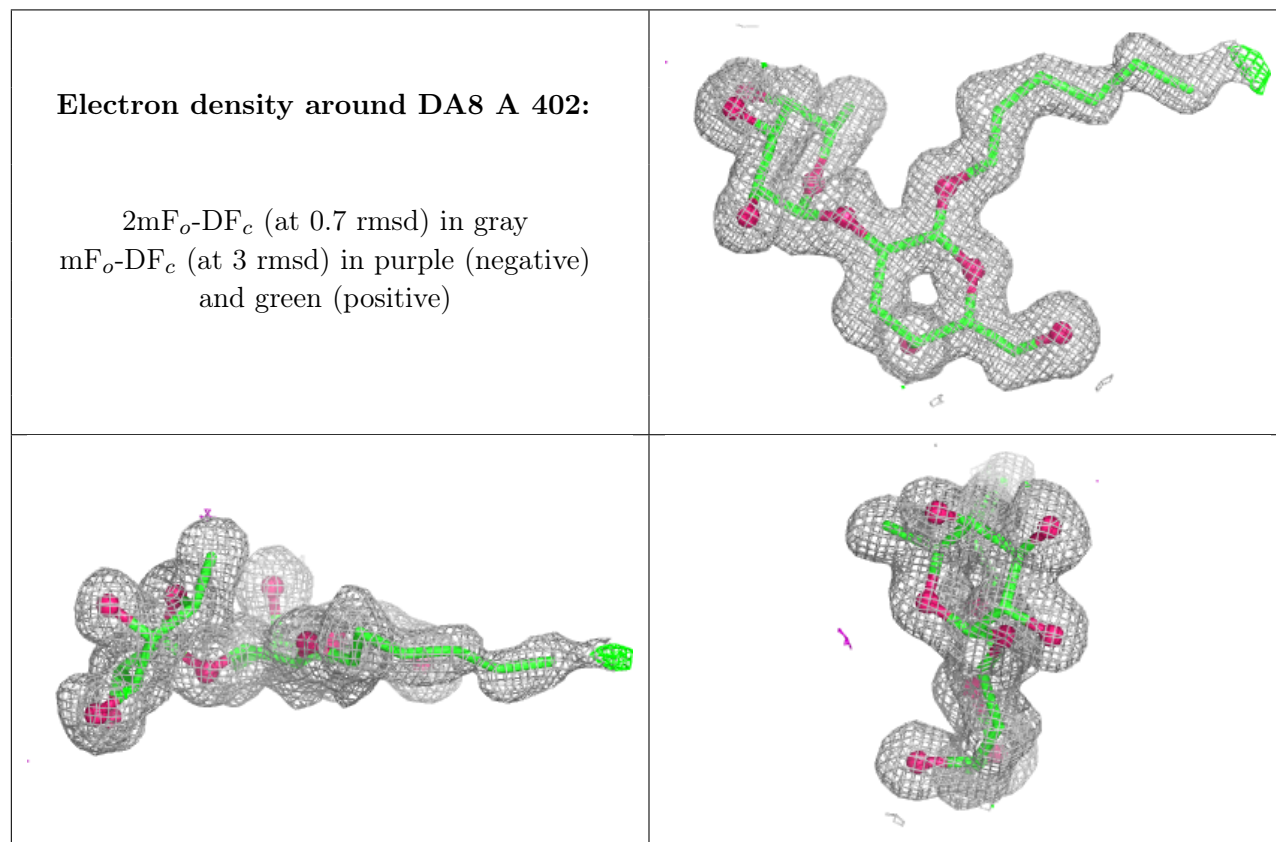 Electron density around DA8 A 402:
2mFo-DFc (at 0.7 rmsd) in gray
mFo-DFc (at 3 rmsd) in purple (negative)
and green (positive)